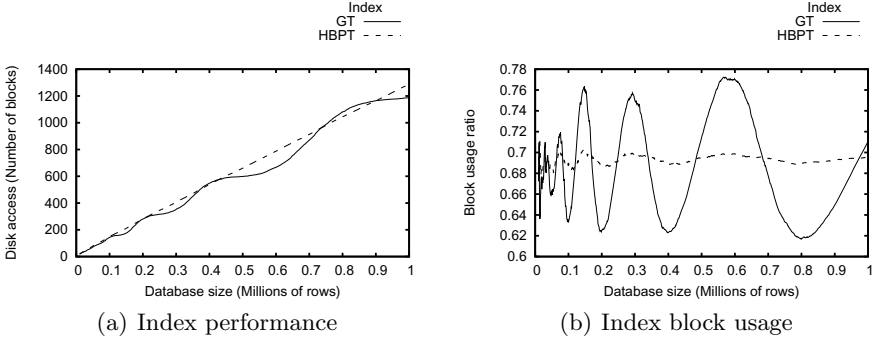 Index
GT
HBPT
Disk access (Number of blocks)
1400
1200
1000
800
600
400
200
0
0 0.1 0.2 0.3 0.4 0.5 0.6 0.7 0.8 0.9 1
Database size (Millions of rows)
(a) Index performance
Index
GT
HBPT
Block usage ratio
0.78
0.76
0.74
0.72
0.7
0.68
0.66
0.64
0.62
0.6
0 0.1 0.2 0.3 0.4 0.5 0.6 0.7 0.8 0.9 1
Database size (Millions of rows)
(b) Index block usage